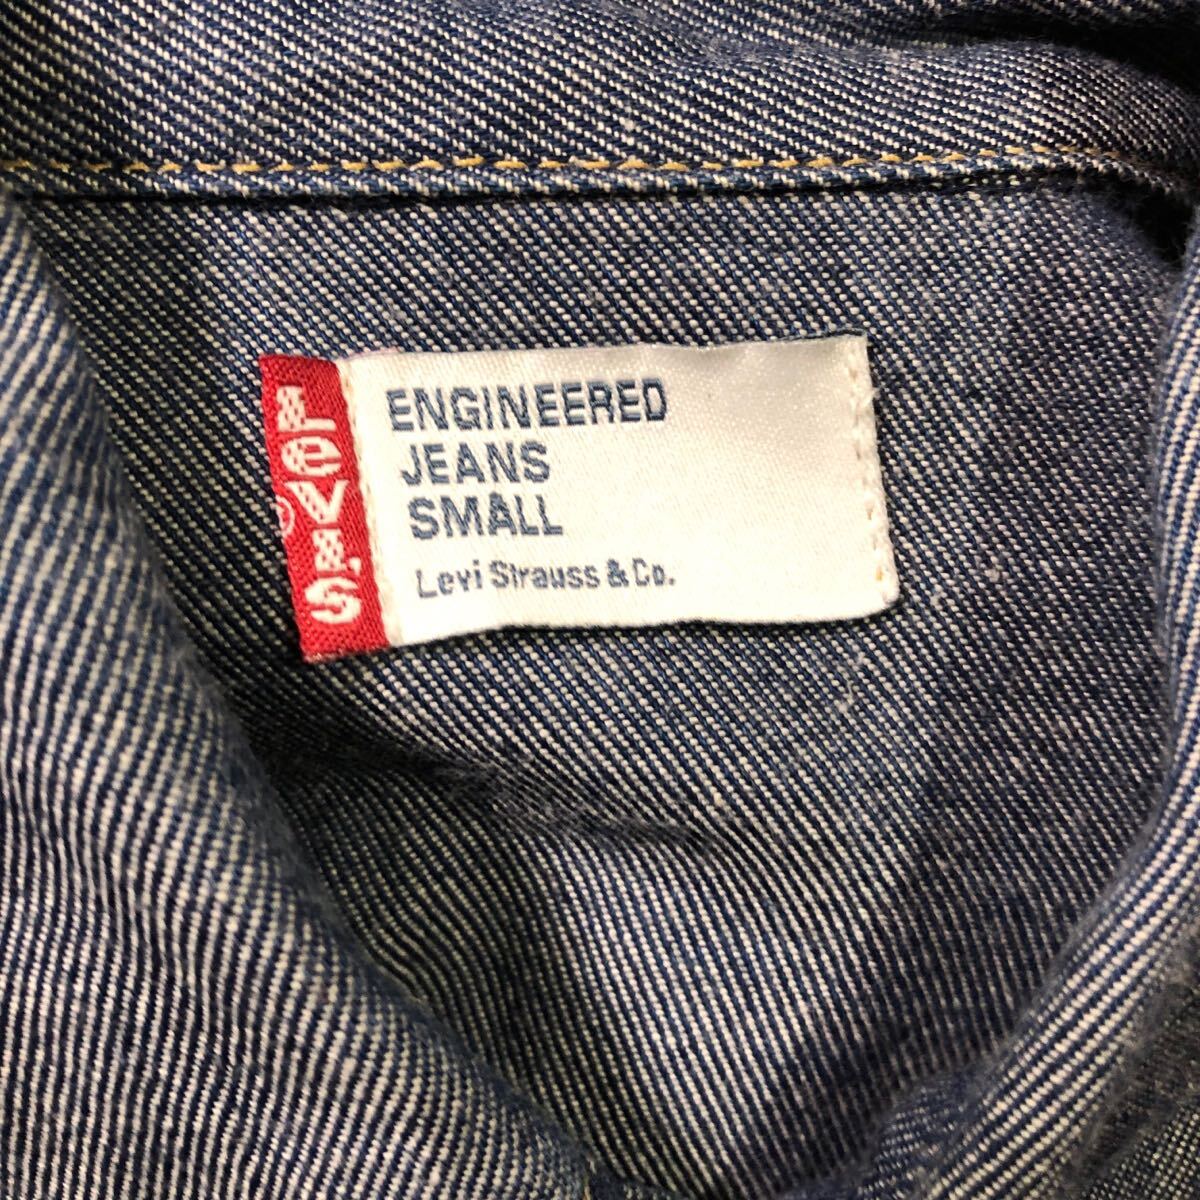 LEVI'S
®
ENGINEERED
JEANS
SMALL
Levi Strauss & Co.